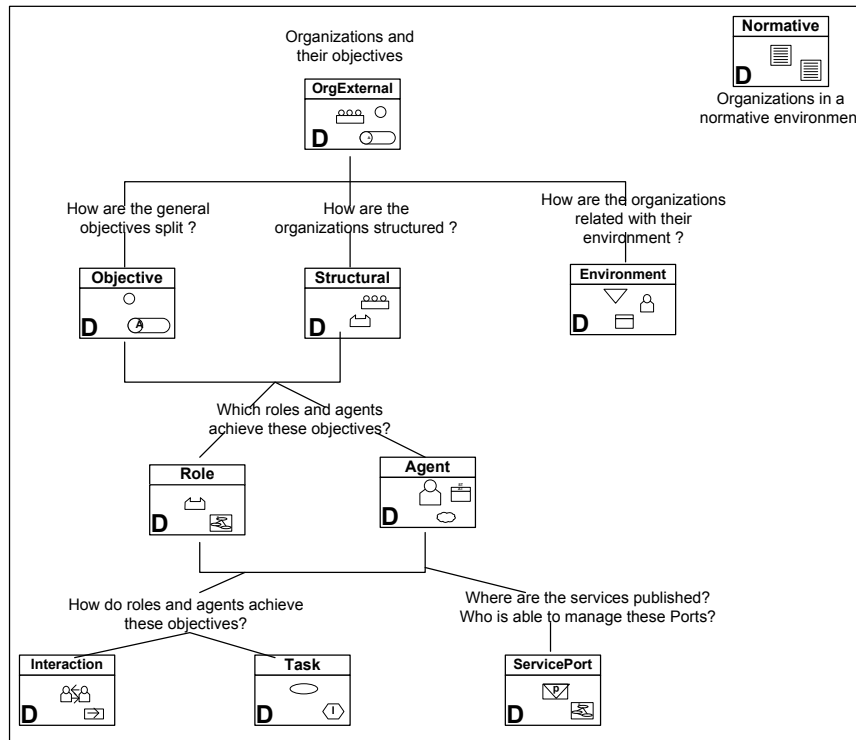 Organizations and
their objectives
OrgExternal
D
Normative
D
Organizations in a
normative environment
How are the general
objectives split ?
How are the
organizations structured ?
How are the organizations
related with their
environment ?
Objective
A
D
Structural
D
Environment
D
Which roles and agents
achieve these objectives?
Role
D
Agent
D
How do roles and agents achieve
these objectives?
Where are the services published?
Who is able to manage these Ports?
Interaction
D
Task
I
D
ServicePort
P
D